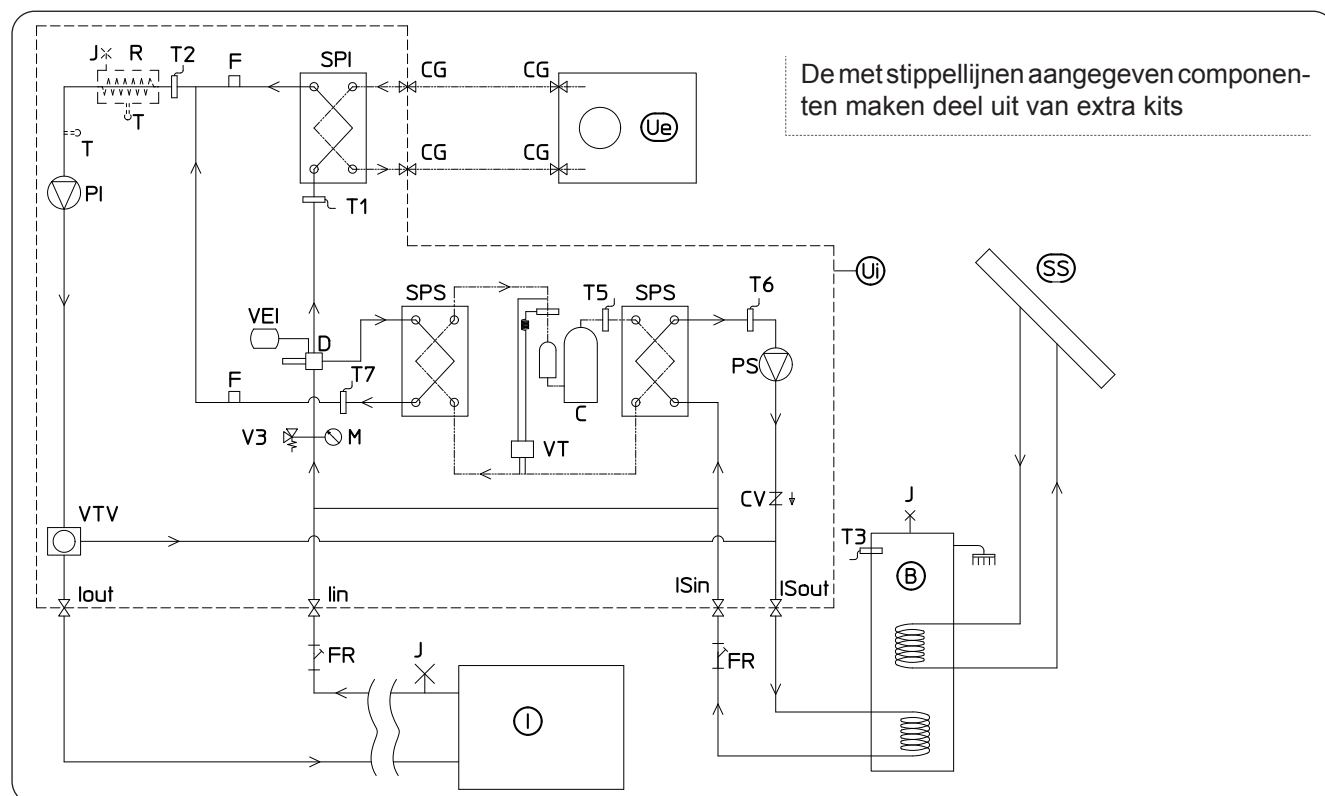 J R T2 F SPI CG CG
De met stippellijnen aangegeven componen-
ten maken deel uit van extra kits
Ue
T T
CG CG
PI
T1
SS
Ui
SPS T5 SPS T6
VEI
D
PS
F T7
C
V3 M VT
CV
J
VTV
T3
B
Iout Iin ISin ISout
J
FR FR
I